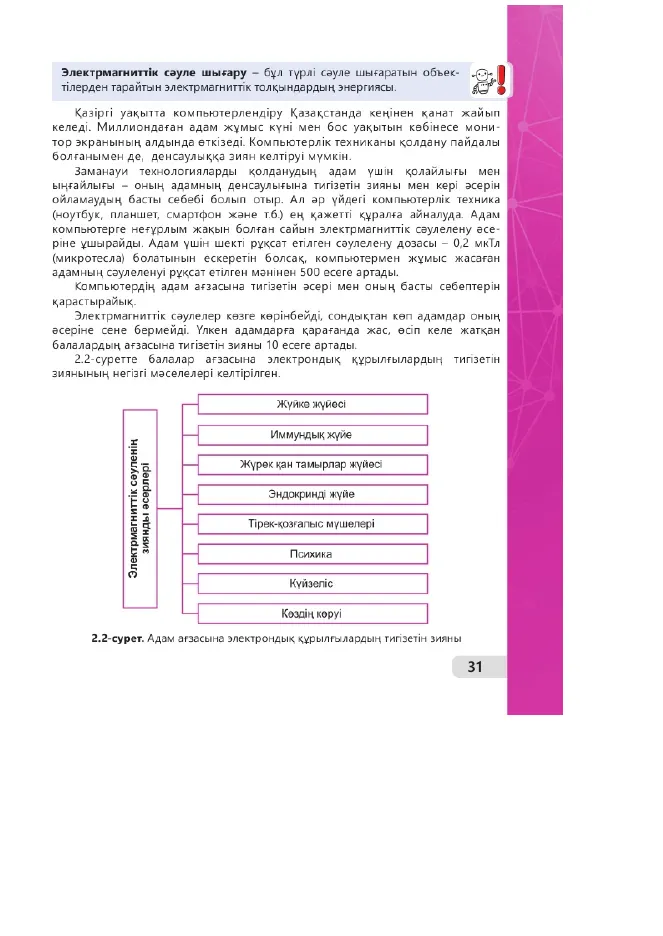 Электрмагниттік сәуле шығару – бұл түрлі сәуле шығаратын объек-
тілерден тарайтын электрмагниттік толқындардың энергиясы.
Қазіргі уақытта компьютерлендіру Қазақстанда кеңінен қанат жайып
келеді. Миллиондаған адам жұмыс күні мен бос уақытын көбінесе мони-
тор экранының алдында өткізеді. Компьютерлік техниканы қолдану пайдалы
болғанымен де, денсаулыққа зиян келтіруі мүмкін.
Заманауи технологияларды қолданудың адам үшін қолайлығы мен
ыңғайлығы – оның адамның денсаулығына тигізетін зияны мен кері әсерін
ойламаудың басты себебі болып отыр. Ал әр үйдегі компьютерлік техника
(ноутбук, планшет, смартфон және т.б.) ең қажетті құралға айналуда. Адам
компьютерге неғұрлым жақын болған сайын электрмагниттік сәулелену әсе-
ріне ұшырайды. Адам үшін шекті рұқсат етілген сәулелену дозасы – 0,2 мкТл
(микротесла) болатынын ескеретін болсақ, компьютермен жұмыс жасаған
адамның сәулеленуі рұқсат етілген мәнінен 500 есеге артады.
Компьютердің адам ағзасына тигізетін әсері мен оның басты себептерін
қарастырайық.
Электрмагниттік сәулелер көзге көрінбейді, сондықтан көп адамдар оның
әсеріне сене бермейді. Үлкен адамдарға қарағанда жас, өсіп келе жатқан
балалардың ағзасына тигізетін зияны 10 есеге артады.
2.2-суретте балалар ағзасына электрондық құрылғылардың тигізетін
зиянының негізгі мәселелері келтірілген.
Электрмагниттік сәуленің
зиянды әсерлері
Жүйке жүйесі
Иммундық жүйе
Жүрек қан тамырлар жүйесі
Эндокринді жүйе
Тірек-қозғалыс мүшелері
Психика
Күйзеліс
Көздің көруі
2.2-сурет. Адам ағзасына электрондық құрылғылардың тигізетін зияны
31